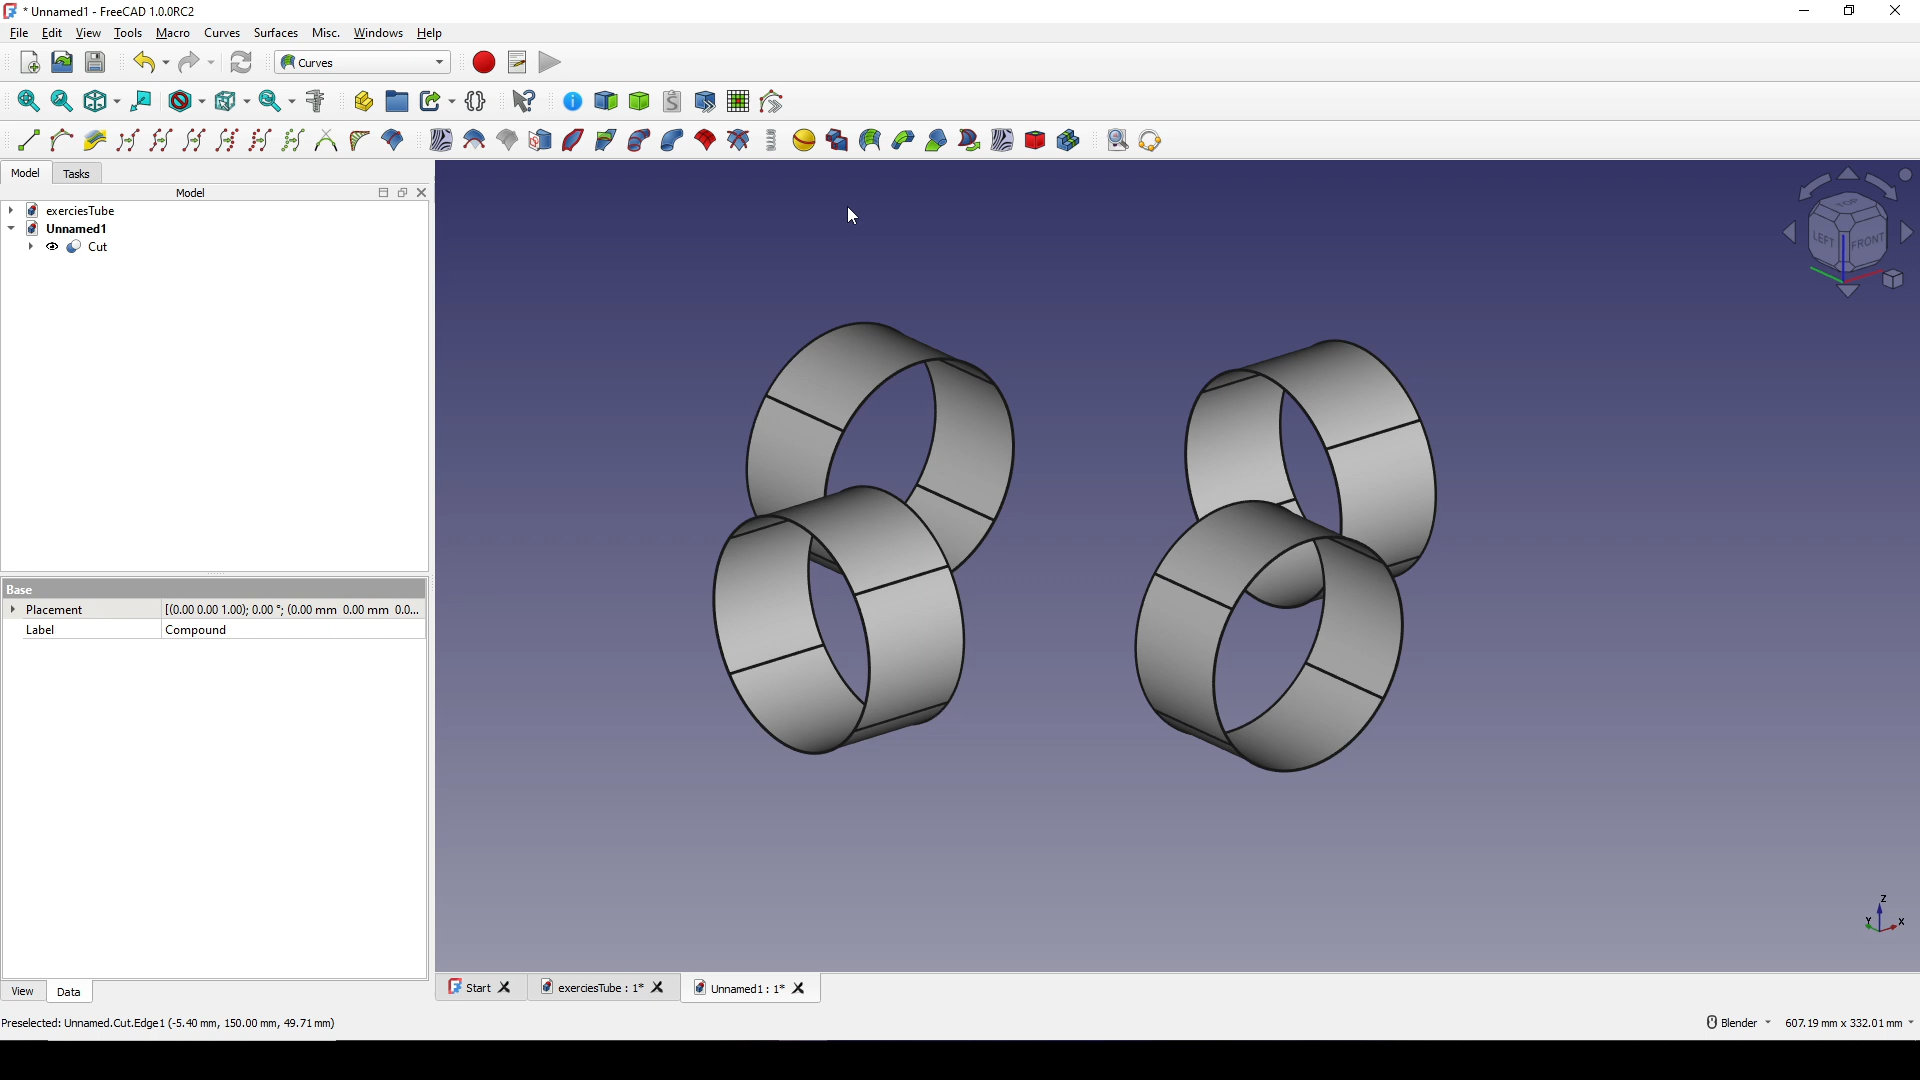 * Unnamed1 - FreeCAD 1.0.0RC2
File Edit View Tools Macro Curves Surfaces Misc. Windows Help
Curves
Model Tasks
Model
exerciesTube
Unnamed1
Cut
TOP
LEFT FRONT
Base
Placement [(0.00 0.00 1.00); 0.00 °; (0.00 mm 0.00 mm 0.0...
Label Compound
Z
Y X
View Data
Start exerciesTube : 1* Unnamed1 : 1*
Preselected: Unnamed.Cut.Edge1 (-5.40 mm, 150.00 mm, 49.71 mm)
Blender 607.19 mm x 332.01 mm